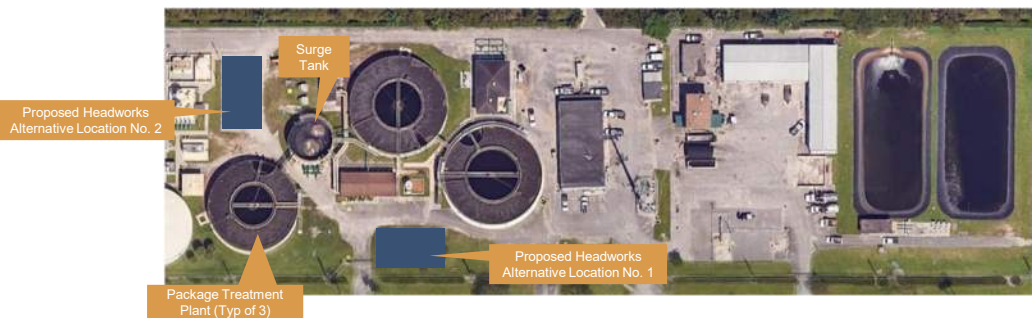 Surge
Tank
Proposed Headworks
Alternative Location No. 2
Proposed Headworks
Alternative Location No. 1
Package Treatment
Plant (Typ of 3)